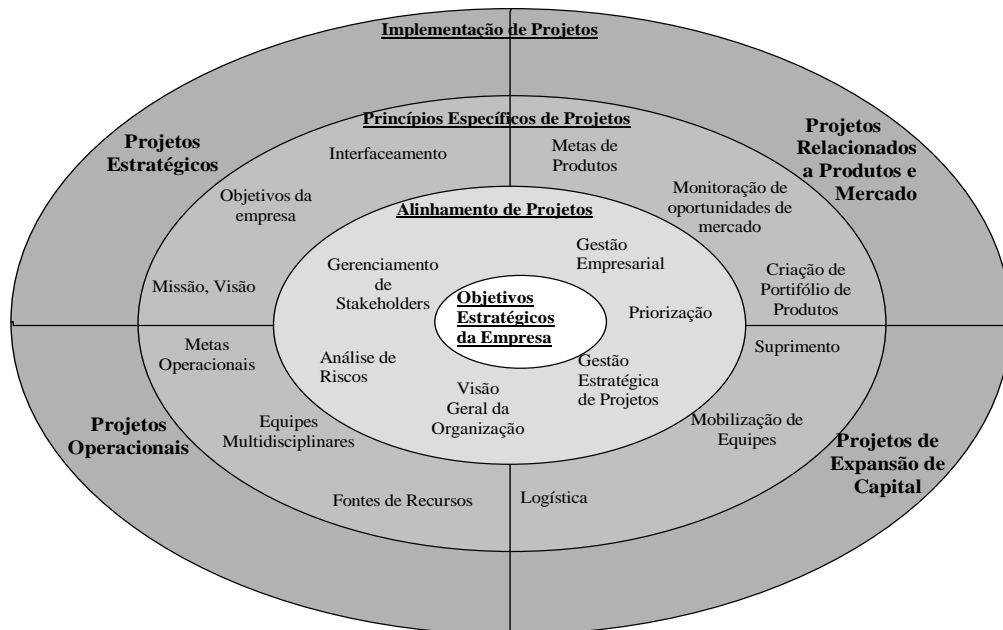 Implementação de Projetos
Projetos
Estratégicos
Projetos
Relacionados
a Produtos e
Mercado
Princípios Específicos de Projetos
Interfaceamento
Metas de
Produtos
Objetivos da
empresa
Monitoração de
oportunidades de
mercado
Missão, Visão
Criação de
Portifólio de
Produtos
Alinhamento de Projetos
Gerenciamento
de
Stakeholders
Gestão
Empresarial
Objetivos
Estratégicos
da Empresa
Priorização
Análise de
Riscos
Visão
Geral da
Organização
Gestão
Estratégica
de Projetos
Metas
Operacionais
Suprimento
Equipes
Multidisciplinares
Mobilização de
Equipes
Fontes de Recursos
Logística
Projetos
Operacionais
Projetos de
Expansão de
Capital